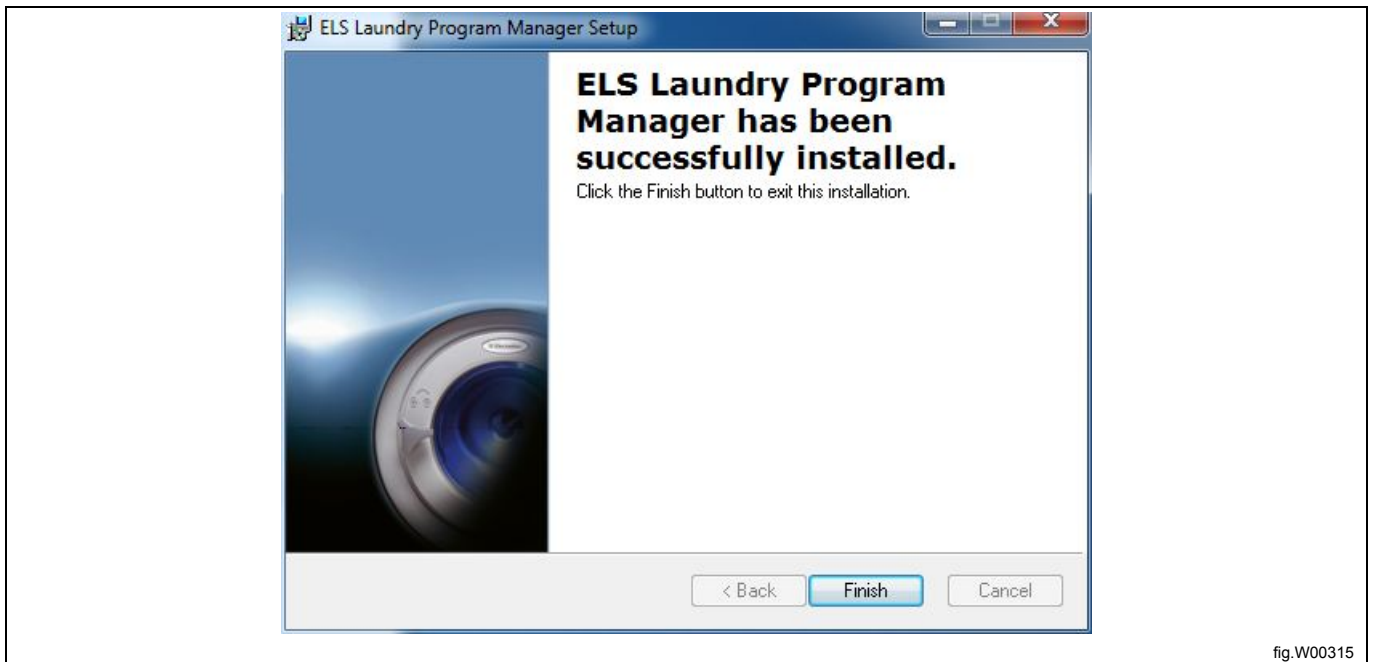 ELS Laundry Program Manager Setup
ELS Laundry Program
Manager has been
successfully installed.
Click the Finish button to exit this installation.
< Back
Finish
Cancel
fig.W00315